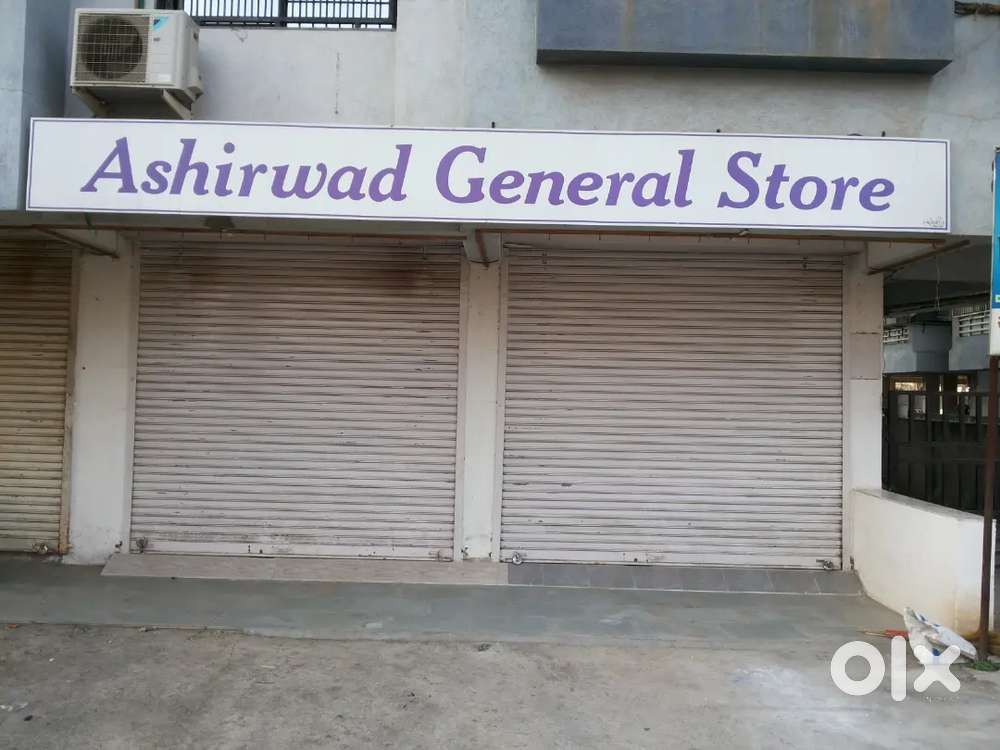 Ashirwad General Store
olx